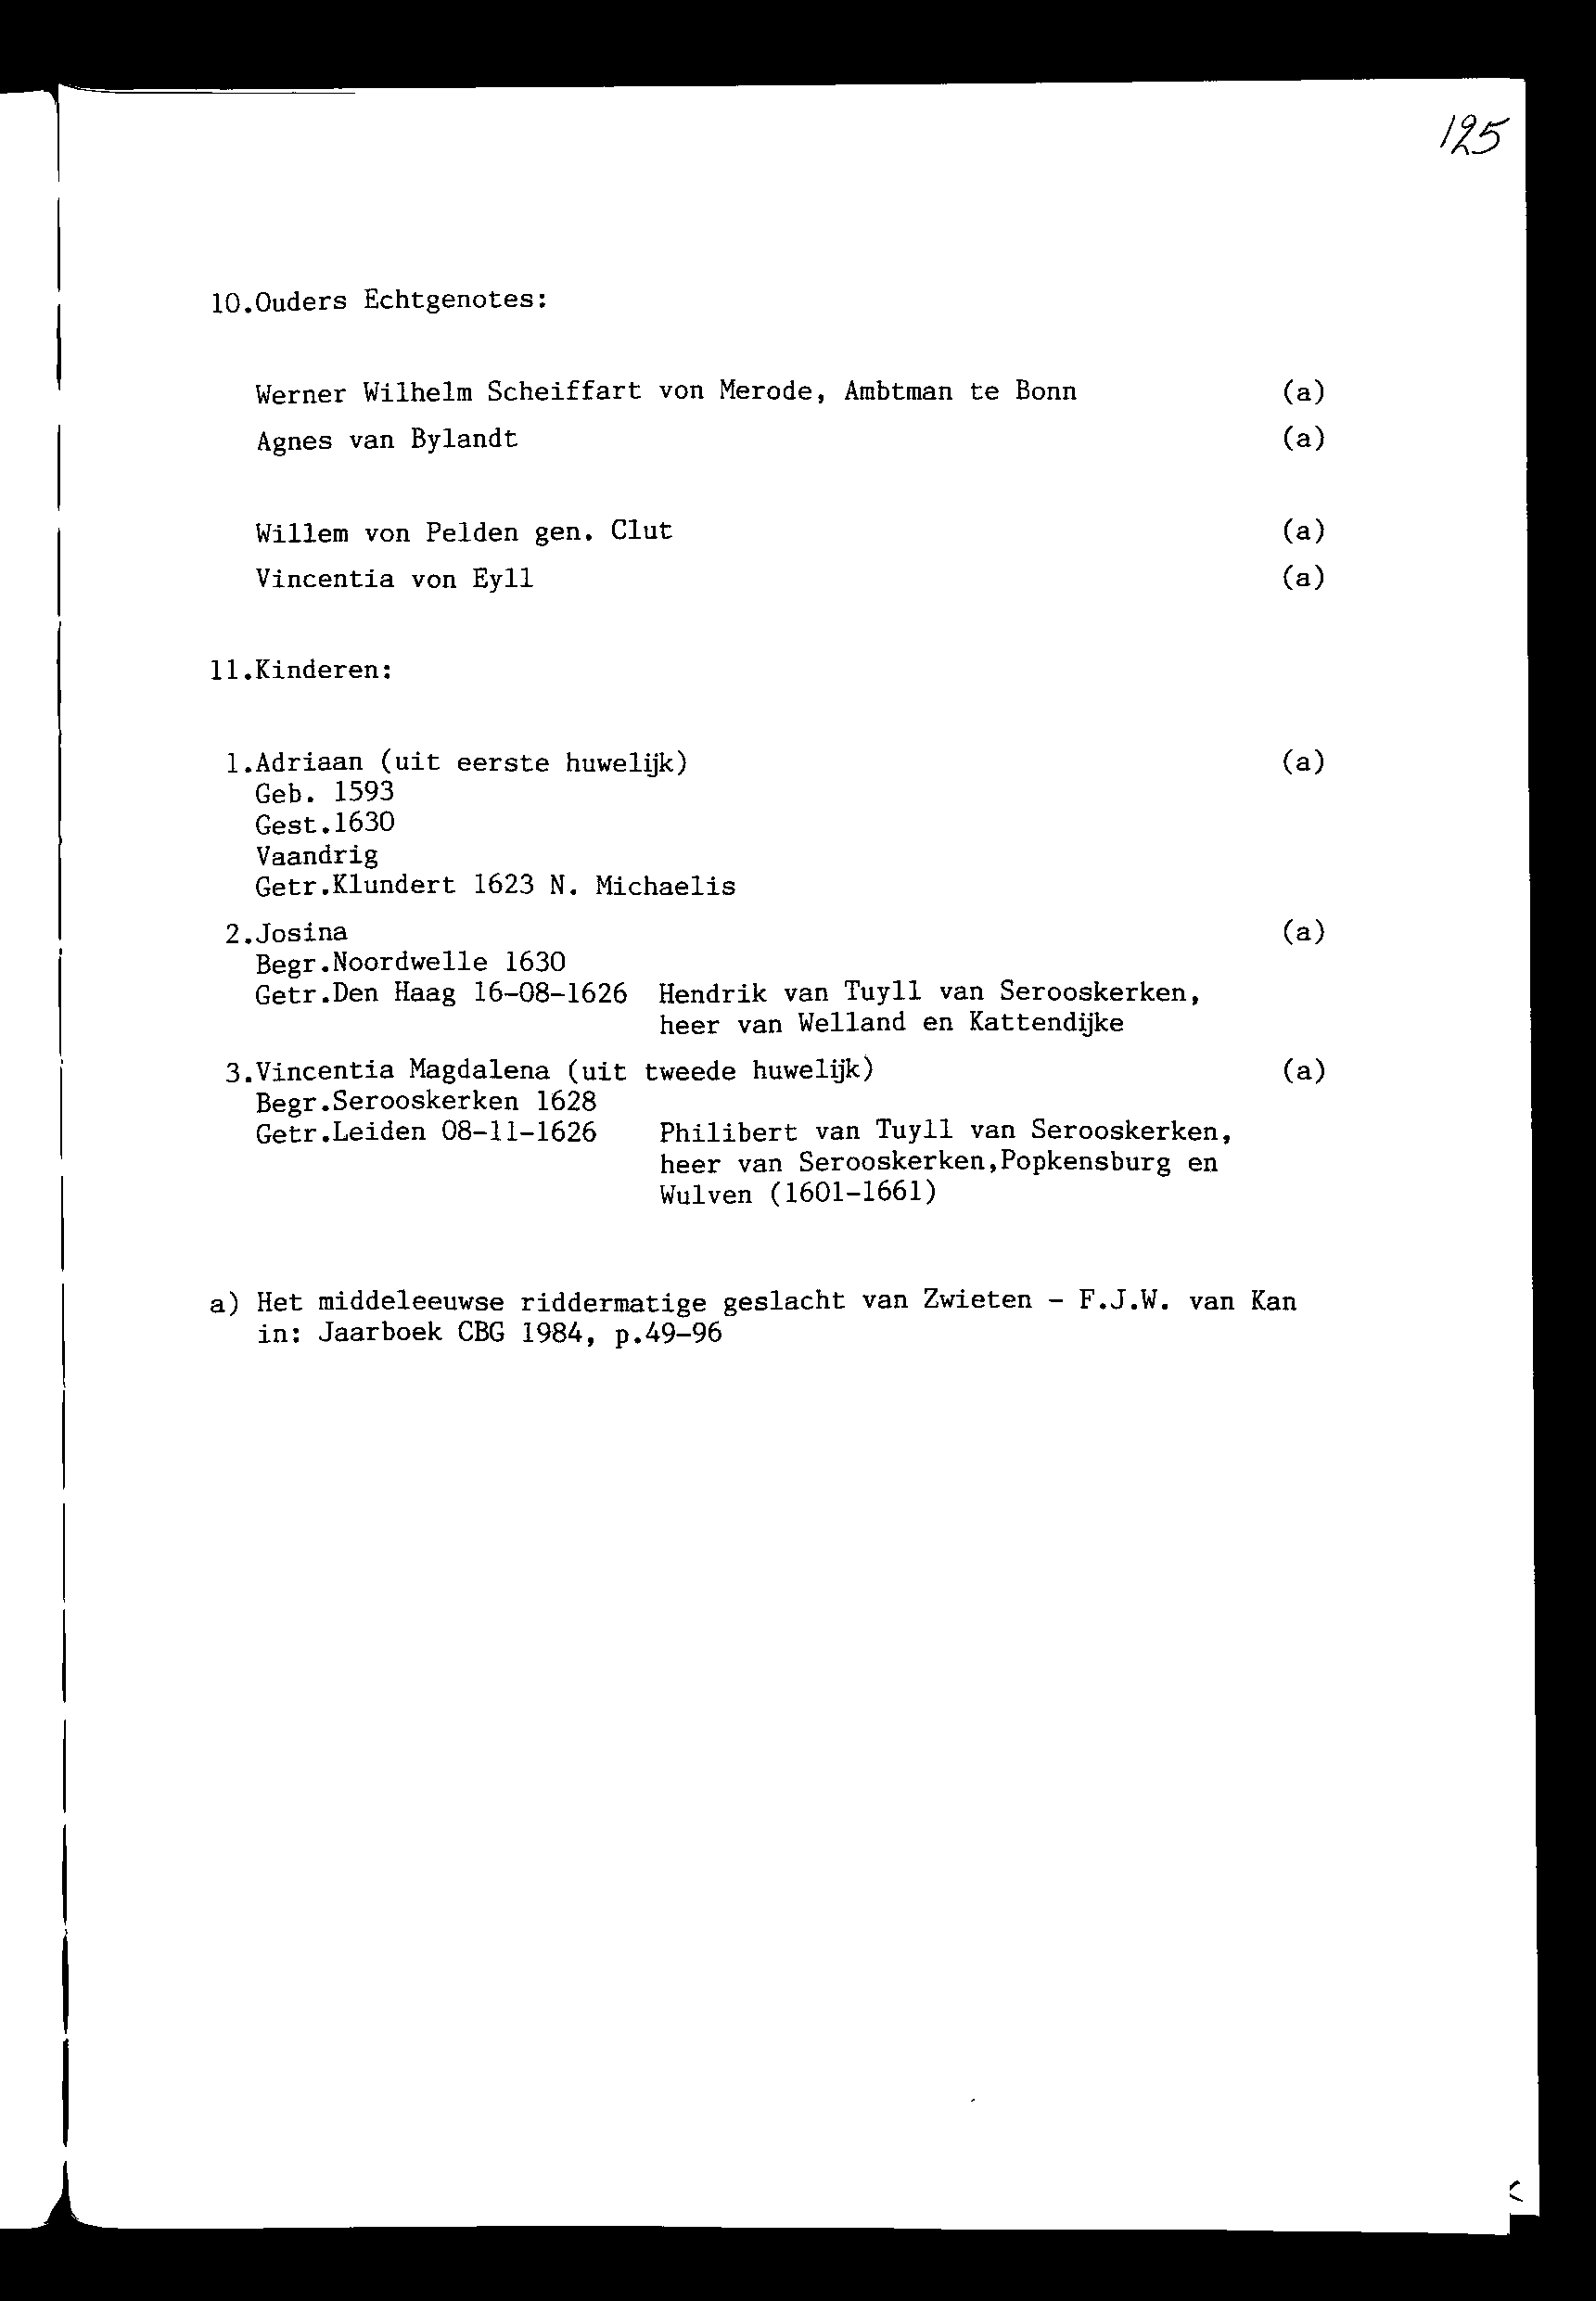 125
10.Ouders Echtgenotes:
Werner Wilhelm Scheiffart von Merode, Ambtman te Bonn (a)
Agnes van Bylandt (a)
Willem von Pelden gen. Clut (a)
Vincentia von Eyll (a)
11.Kinderen:
1.Adriaan (uit eerste huwelijk) (a)
Geb. 1593
Gest.1630
Vaandrig
Getr.Klundert 1623 N. Michaelis
2.Josina (a)
Begr.Noordwelle 1630
Getr.Den Haag 16-08-1626 Hendrik van Tuyll van Serooskerken,
heer van Welland en Kattendijke
3.Vincentia Magdalena (uit tweede huwelijk) (a)
Begr.Serooskerken 1628
Getr.Leiden 08-11-1626 Philibert van Tuyll van Serooskerken,
heer van Serooskerken,Popkensburg en
Wulven (1601-1661)
a) Het middeleeuwse riddermatige geslacht van Zwieten - F.J.W. van Kan
in: Jaarboek CBG 1984, p.49-96